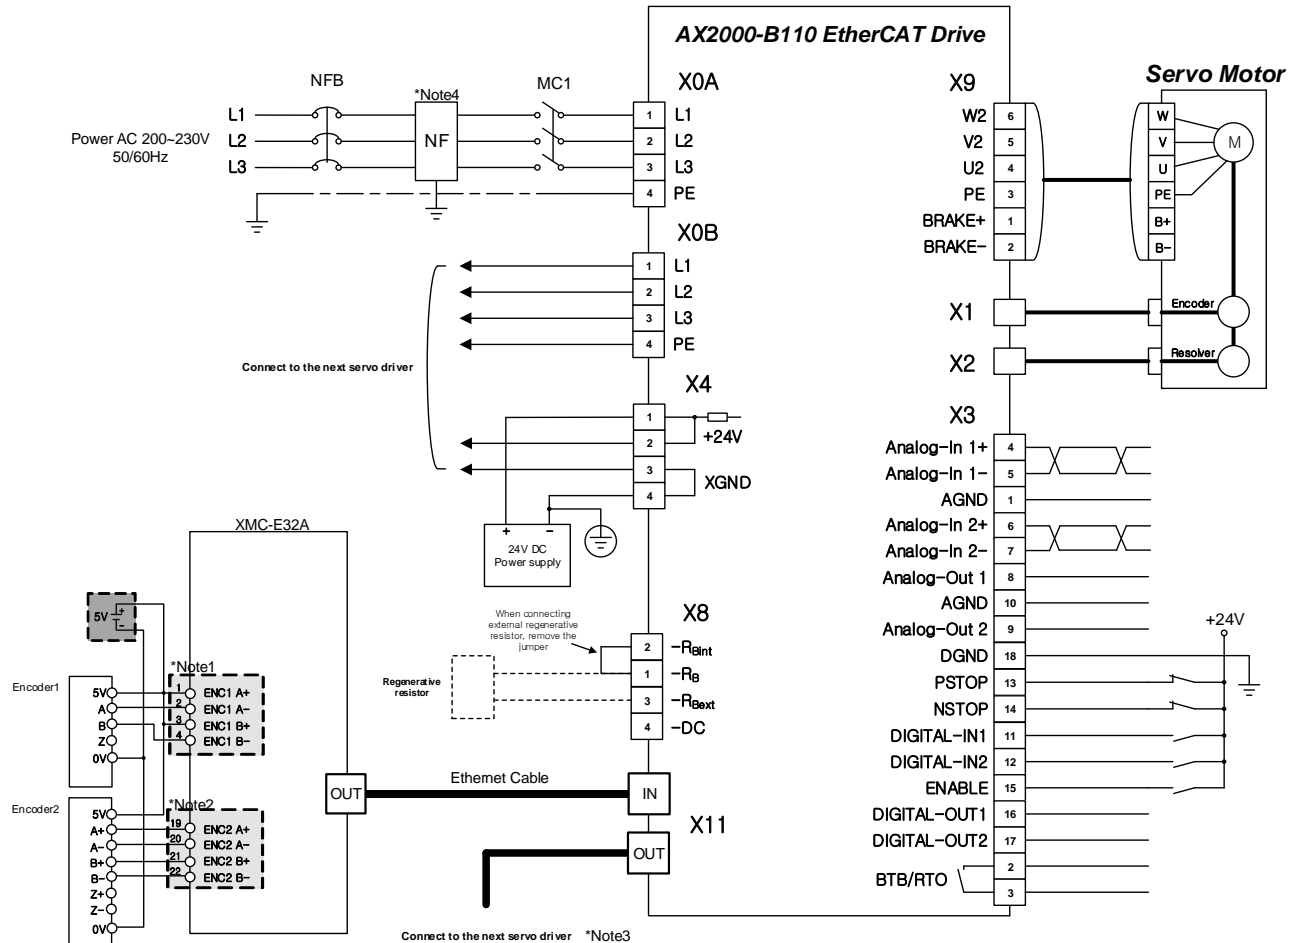 AX2000-B110 EtherCAT Drive
Servo Motor
NFB
*Note4
MC1
X0A
X9
L1
L2
L3
Power AC 200~230V
50/60Hz
NF
1 L1
2 L2
3 L3
4 PE
X0B
1 L1
2 L2
3 L3
4 PE
Connect to the next servo driver
X4
1
2
+24V
3
XGND
4
+ -
24V DC
Power supply
W2 6
V2 5
U2 4
PE 3
BRAKE+ 1
BRAKE- 2
W
V
U
PE
B+
B-
M
X1
Encoder
X2
Resolver
X3
Analog-In 1+ 4
Analog-In 1- 5
AGND 1
Analog-In 2+ 6
Analog-In 2- 7
Analog-Out 1 8
AGND 10
Analog-Out 2 9
DGND 18
PSTOP 13
NSTOP 14
DIGITAL-IN1 11
DIGITAL-IN2 12
ENABLE 15
DIGITAL-OUT1 16
DIGITAL-OUT2 17
BTB/RTO
2
3
+24V
X8
When connecting
external regenerative
resistor, remove the
jumper
2 -RBint
1 -RB
3 -RBext
4 -DC
Regenerative
resistor
XMC-E32A
5V + -
*Note1
Encoder1
5V
A
B
Z
0V
1 ENC1 A+
2 ENC1 A-
3 ENC1 B+
4 ENC1 B-
*Note2
Encoder2
5V
A+
A-
B+
B-
Z+
Z-
0V
19 ENC2 A+
20 ENC2 A-
21 ENC2 B+
22 ENC2 B-
OUT
Ethernet Cable
IN
X11
OUT
Connect to the next servo driver *Note3